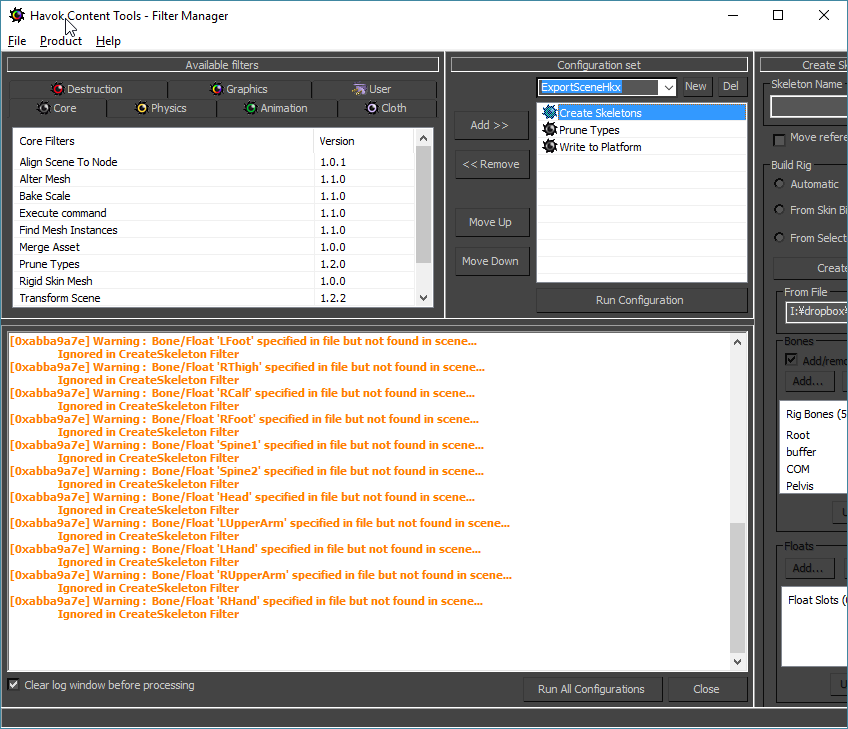 Havok Content Tools - Filter Manager
File Product Help
Available filters
Destruction Graphics User
Core Physics Animation Cloth
Core Filters Version
Align Scene To Node 1.0.1
Alter Mesh 1.1.0
Bake Scale 1.1.0
Execute command 1.1.0
Find Mesh Instances 1.1.0
Merge Asset 1.0.0
Prune Types 1.2.0
Rigid Skin Mesh 1.0.0
Transform Scene 1.2.2
Configuration set
ExportSceneHkx New Del
Add >>
<< Remove
Move Up
Move Down
Create Skeletons
Prune Types
Write to Platform
Run Configuration
Create Sk
Skeleton Name
Move refere
Build Rig
Automatic
From Skin Bi
From Select
Create
From File
I:¥dropbox¥
Bones
Add/remo
Add...
Rig Bones (5
Root
buffer
COM
Pelvis
U
Floats
Add...
Float Slots (
U
[0xabba9a7e] Warning : Bone/Float 'LFoot' specified in file but not found in scene...
Ignored in CreateSkeleton Filter
[0xabba9a7e] Warning : Bone/Float 'RThigh' specified in file but not found in scene...
Ignored in CreateSkeleton Filter
[0xabba9a7e] Warning : Bone/Float 'RCalf' specified in file but not found in scene...
Ignored in CreateSkeleton Filter
[0xabba9a7e] Warning : Bone/Float 'RFoot' specified in file but not found in scene...
Ignored in CreateSkeleton Filter
[0xabba9a7e] Warning : Bone/Float 'Spine1' specified in file but not found in scene...
Ignored in CreateSkeleton Filter
[0xabba9a7e] Warning : Bone/Float 'Spine2' specified in file but not found in scene...
Ignored in CreateSkeleton Filter
[0xabba9a7e] Warning : Bone/Float 'Head' specified in file but not found in scene...
Ignored in CreateSkeleton Filter
[0xabba9a7e] Warning : Bone/Float 'LUpperArm' specified in file but not found in scene...
Ignored in CreateSkeleton Filter
[0xabba9a7e] Warning : Bone/Float 'LHand' specified in file but not found in scene...
Ignored in CreateSkeleton Filter
[0xabba9a7e] Warning : Bone/Float 'RUpperArm' specified in file but not found in scene...
Ignored in CreateSkeleton Filter
[0xabba9a7e] Warning : Bone/Float 'RHand' specified in file but not found in scene...
Ignored in CreateSkeleton Filter
Clear log window before processing
Run All Configurations Close